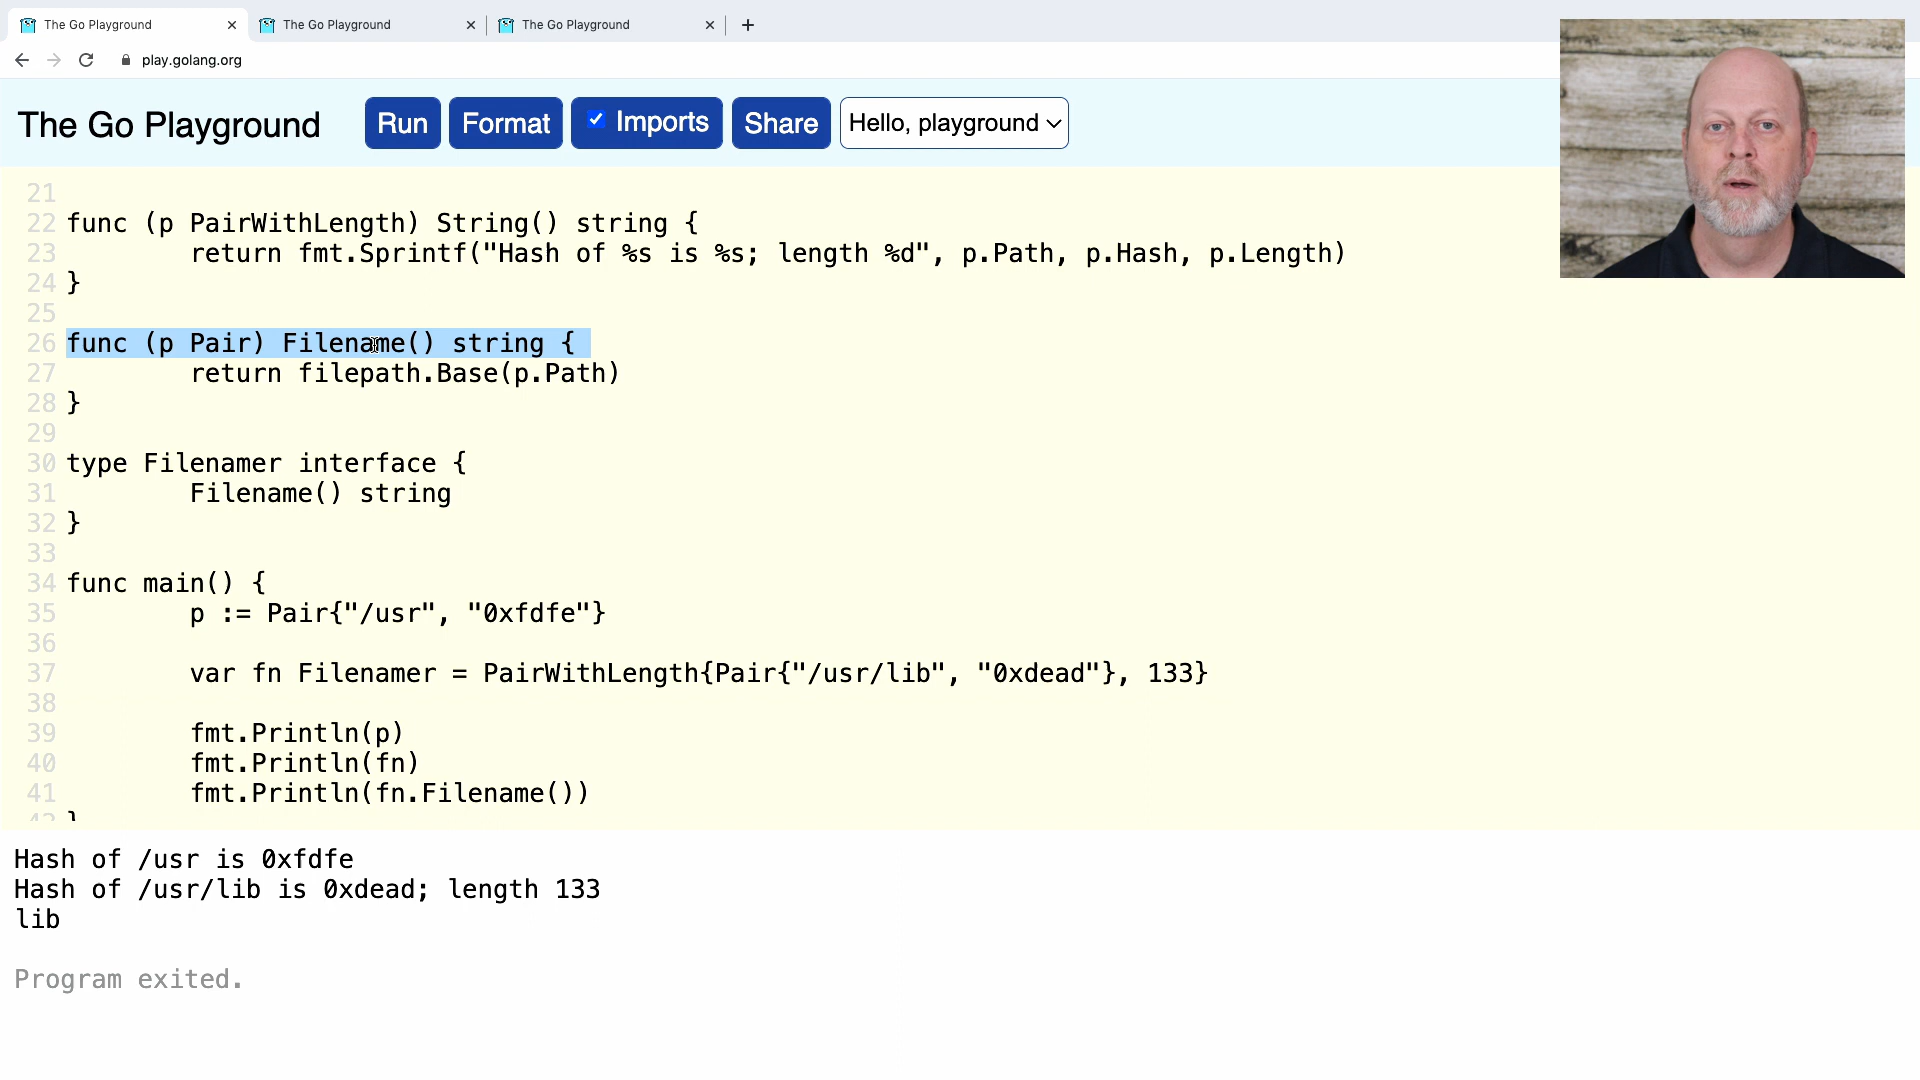 The Go Playground
The Go Playground
The Go Playground
play.golang.org
The Go Playground
Run
Format
Imports
Share
Hello, playground
21
22 func (p PairWithLength) String() string {
23         return fmt.Sprintf("Hash of %s is %s; length %d", p.Path, p.Hash, p.Length)
24 }
25
26 func (p Pair) Filename() string {
27         return filepath.Base(p.Path)
28 }
29
30 type Filenamer interface {
31         Filename() string
32 }
33
34 func main() {
35         p := Pair{"/usr", "0xfdfe"}
36
37         var fn Filenamer = PairWithLength{Pair{"/usr/lib", "0xdead"}, 133}
38
39         fmt.Println(p)
40         fmt.Println(fn)
41         fmt.Println(fn.Filename())
42 }
Hash of /usr is 0xfdfe
Hash of /usr/lib is 0xdead; length 133
lib
Program exited.